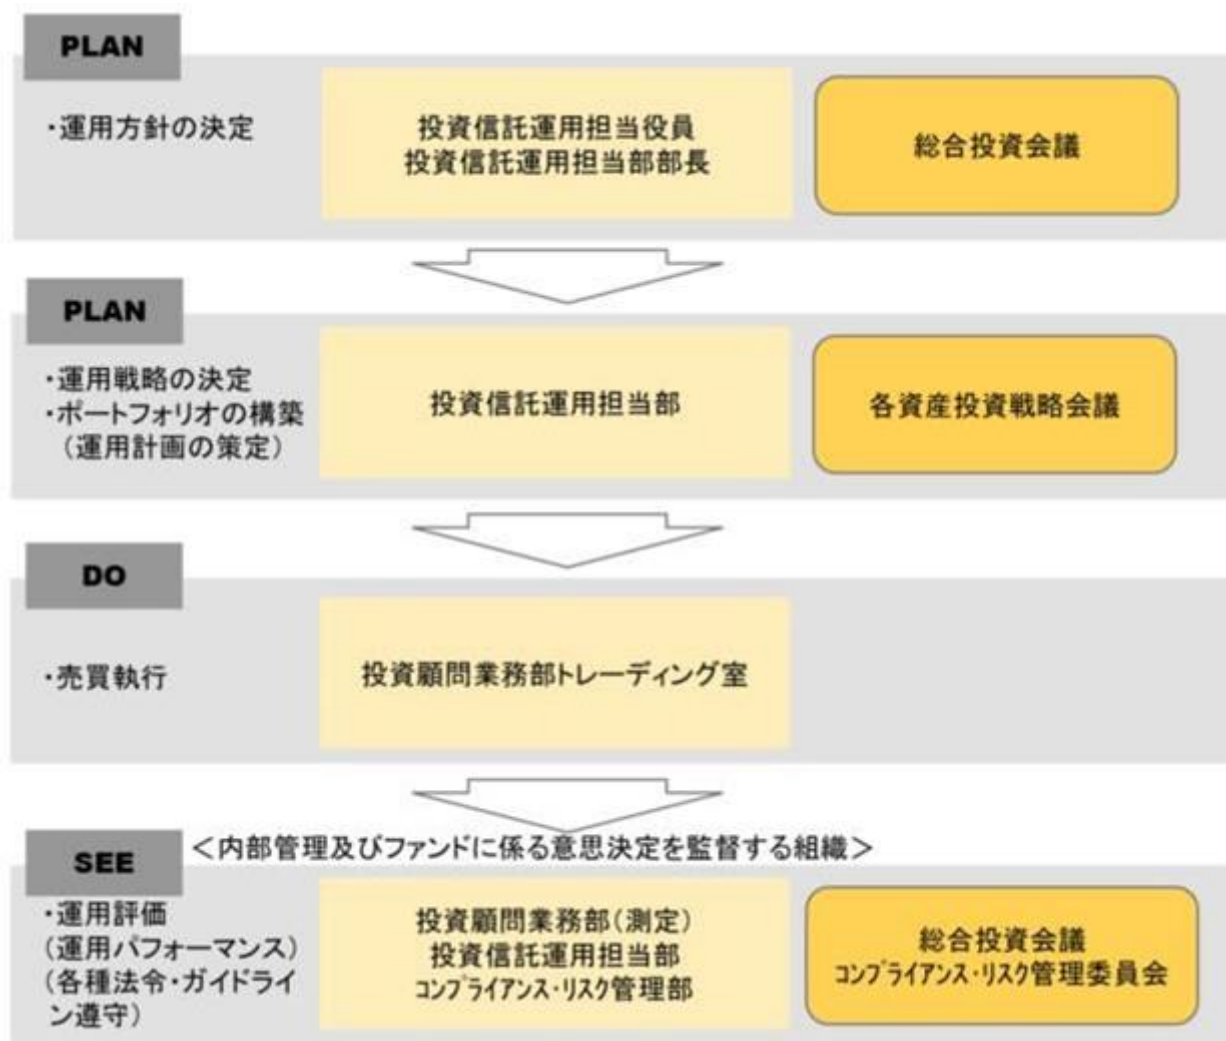 PLAN
・運用方針の決定
投資信託運用担当役員
投資信託運用担当部部長
総合投資会議
PLAN
・運用戦略の決定
・ポートフォリオの構築
（運用計画の策定）
投資信託運用担当部
各資産投資戦略会議
DO
・売買執行
投資顧問業務部トレーディング室
SEE
＜内部管理及びファンドに係る意思決定を監督する組織＞
・運用評価
(運用パフォーマンス)
(各種法令・ガイドライ
ン遵守）
投資顧問業務部(測定)
投資信託運用担当部
ｺﾝﾌﾟﾗｲｱﾝｽ・ﾘｽｸ管理部
総合投資会議
ｺﾝﾌﾟﾗｲｱﾝｽ・ﾘｽｸ管理委員会